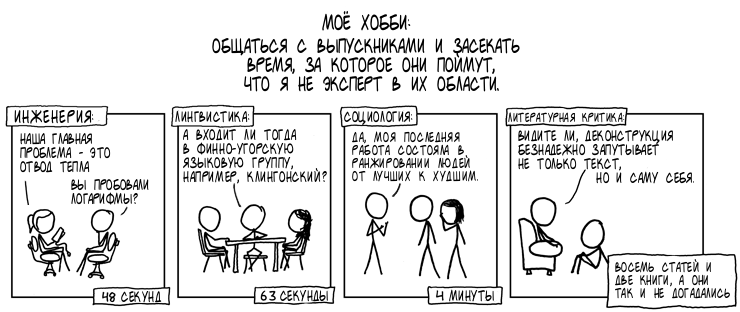 МОЁ ХОББИ:
ОБЩАТЬСЯ С ВЫПУСКНИКАМИ И ЗАСЕКАТЬ
ВРЕМЯ, ЗА КОТОРОЕ ОНИ ПОЙМУТ,
ЧТО Я НЕ ЭКСПЕРТ В ИХ ОБЛАСТИ.
ИНЖЕНЕРИЯ:
НАША ГЛАВНАЯ
ПРОБЛЕМА - ЭТО
ОТВОД ТЕПЛА
ВЫ ПРОБОВАЛИ
ЛОГАРИФМЫ?
48 СЕКУНД
ЛИНГВИСТИКА:
А ВХОДИТ ЛИ ТОГДА
В ФИННО-УГОРСКУЮ
ЯЗЫКОВУЮ ГРУППУ,
НАПРИМЕР, КЛИНГОНСКИЙ?
63 СЕКУНДЫ
СОЦИОЛОГИЯ:
ДА, МОЯ ПОСЛЕДНЯЯ
РАБОТА СОСТОЯЛА В
РАНЖИРОВАНИИ ЛЮДЕЙ
ОТ ЛУЧШИХ К ХУДШИМ.
4 МИНУТЫ
ЛИТЕРАТУРНАЯ КРИТИКА:
ВИДИТЕ ЛИ, ДЕКОНСТРУКЦИЯ
БЕЗНАДЕЖНО ЗАПУТЫВАЕТ
НЕ ТОЛЬКО ТЕКСТ,
НО И САМУ СЕБЯ.
ВОСЕМЬ СТАТЕЙ И
ДВЕ КНИГИ, А ОНИ
ТАК И НЕ ДОГАДАЛИСЬ